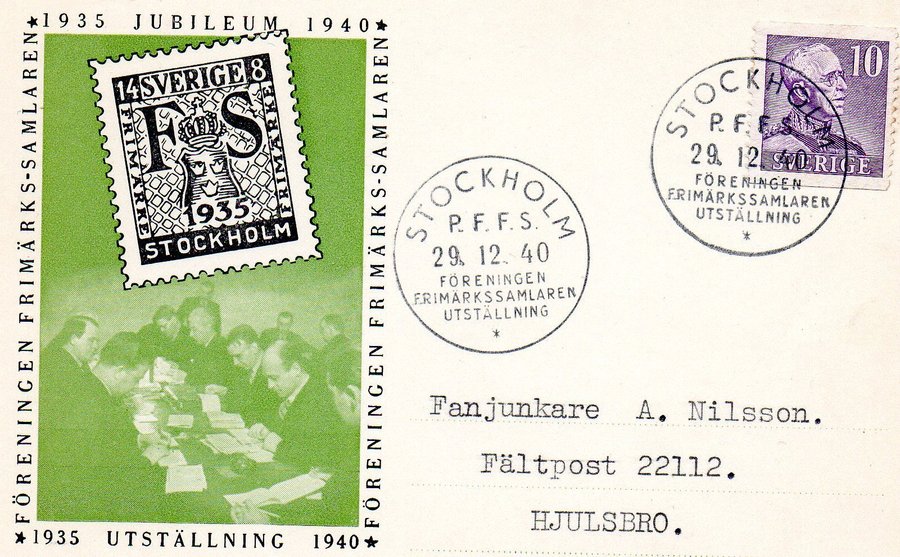 ★1935 JUBILEUM 1940★
FÖRENINGEN FRIMÄRKS-SAMLAREN
FÖRENINGEN FRIMÄRKS-SAMLAREN
14 SVERIGE 8
F S
FRIMÄRKE
FRIMÄRKE
1935
STOCKHOLM
★1935 UTSTÄLLNING 1940★
STOCKHOLM
P.F.F.S.
29. 12. 40
FÖRENINGEN
FRIMÄRKSSAMLAREN
UTSTÄLLNING
*
10
SVERIGE
STOCKHOLM
P.F.F.S.
29. 12. 40
FÖRENINGEN
FRIMÄRKSSAMLAREN
UTSTÄLLNING
*
Fanjunkare A. Nilsson.
Fältpost 22112.
HJULSBRO.